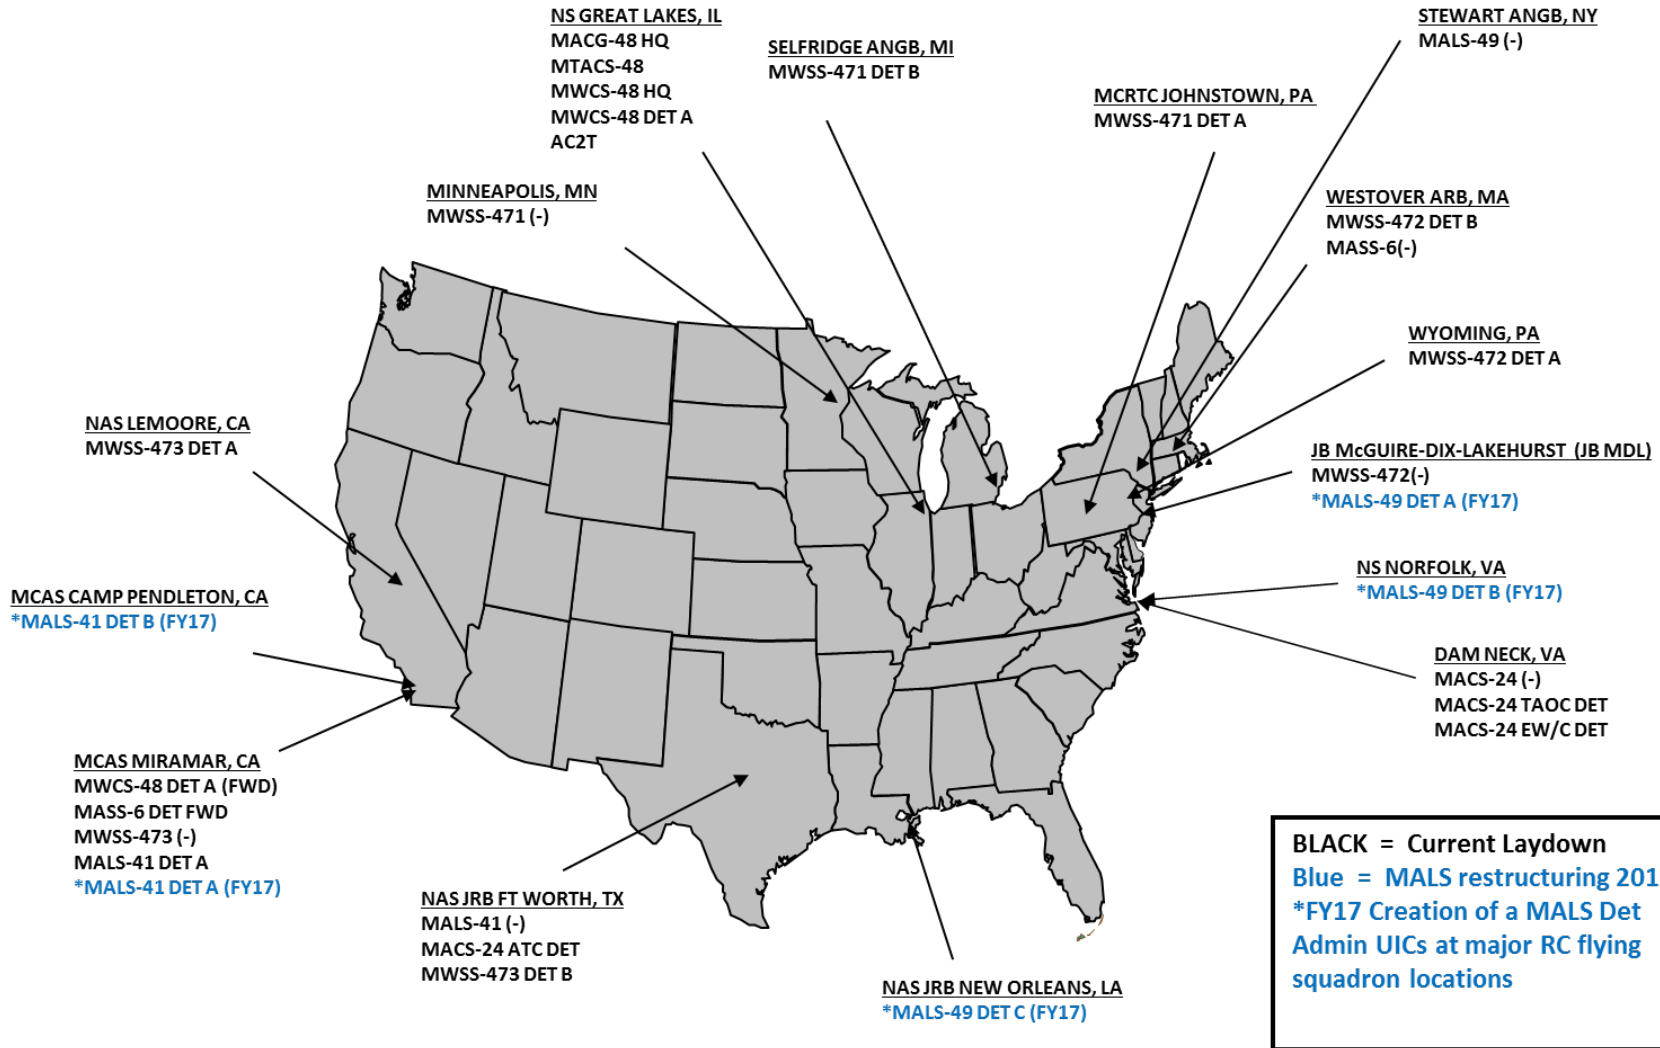 NS GREAT LAKES, IL
MACG-48 HQ
MTACS-48
MWCS-48 HQ
MWCS-48 DET A
AC2T
SELFRIDGE ANGB, MI
MWSS-471 DET B
STEWART ANGB, NY
MALS-49 (-)
MCRTC JOHNSTOWN, PA
MWSS-471 DET A
MINNEAPOLIS, MN
MWSS-471 (-)
WESTOVER ARB, MA
MWSS-472 DET B
MASS-6(-)
WYOMING, PA
MWSS-472 DET A
NAS LEMOORE, CA
MWSS-473 DET A
JB McGUIRE-DIX-LAKEHURST (JB MDL)
MWSS-472(-)
*MALS-49 DET A (FY17)
MCAS CAMP PENDLETON, CA
*MALS-41 DET B (FY17)
NS NORFOLK, VA
*MALS-49 DET B (FY17)
DAM NECK, VA
MACS-24 (-)
MACS-24 TAOC DET
MACS-24 EW/C DET
MCAS MIRAMAR, CA
MWCS-48 DET A (FWD)
MASS-6 DET FWD
MWSS-473 (-)
MALS-41 DET A
*MALS-41 DET A (FY17)
NAS JRB FT WORTH, TX
MALS-41 (-)
MACS-24 ATC DET
MWSS-473 DET B
NAS JRB NEW ORLEANS, LA
*MALS-49 DET C (FY17)
BLACK = Current Laydown
Blue = MALS restructuring 201
*FY17 Creation of a MALS Det
Admin UICs at major RC flying
squadron locations